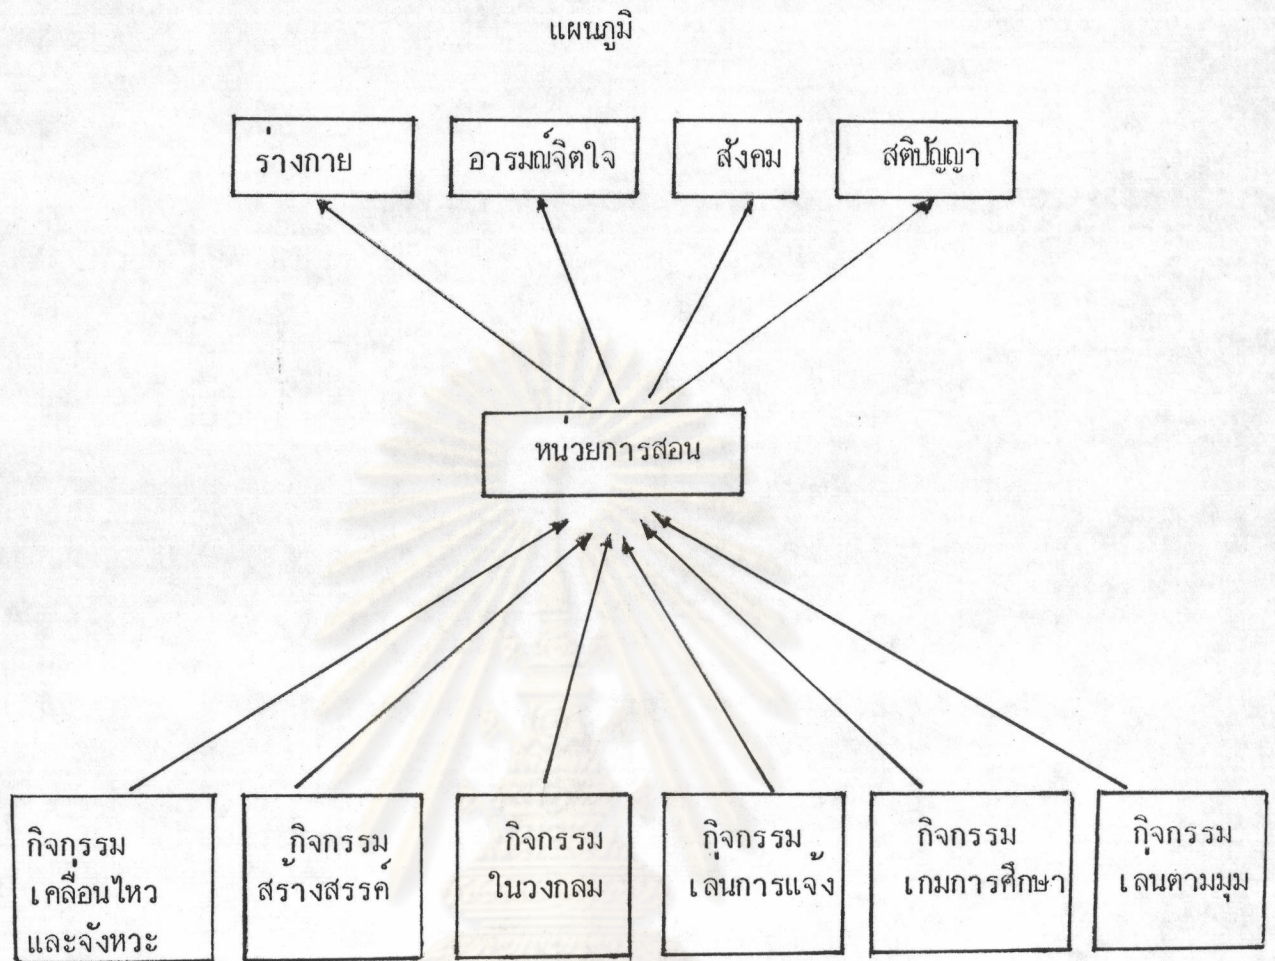 แผนภูมิ
ร่างกาย
อารมณ์จิตใจ
สังคม
สติปัญญา
หน่วยการสอน
กิจกรรม
เคลื่อนไหว
และจังหวะ
กิจกรรม
สร้างสรรค์
กิจกรรม
ในวงกลม
กิจกรรม
เล่นการแจ้ง
กิจกรรม
เกมการศึกษา
กิจกรรม
เล่นตามมุม